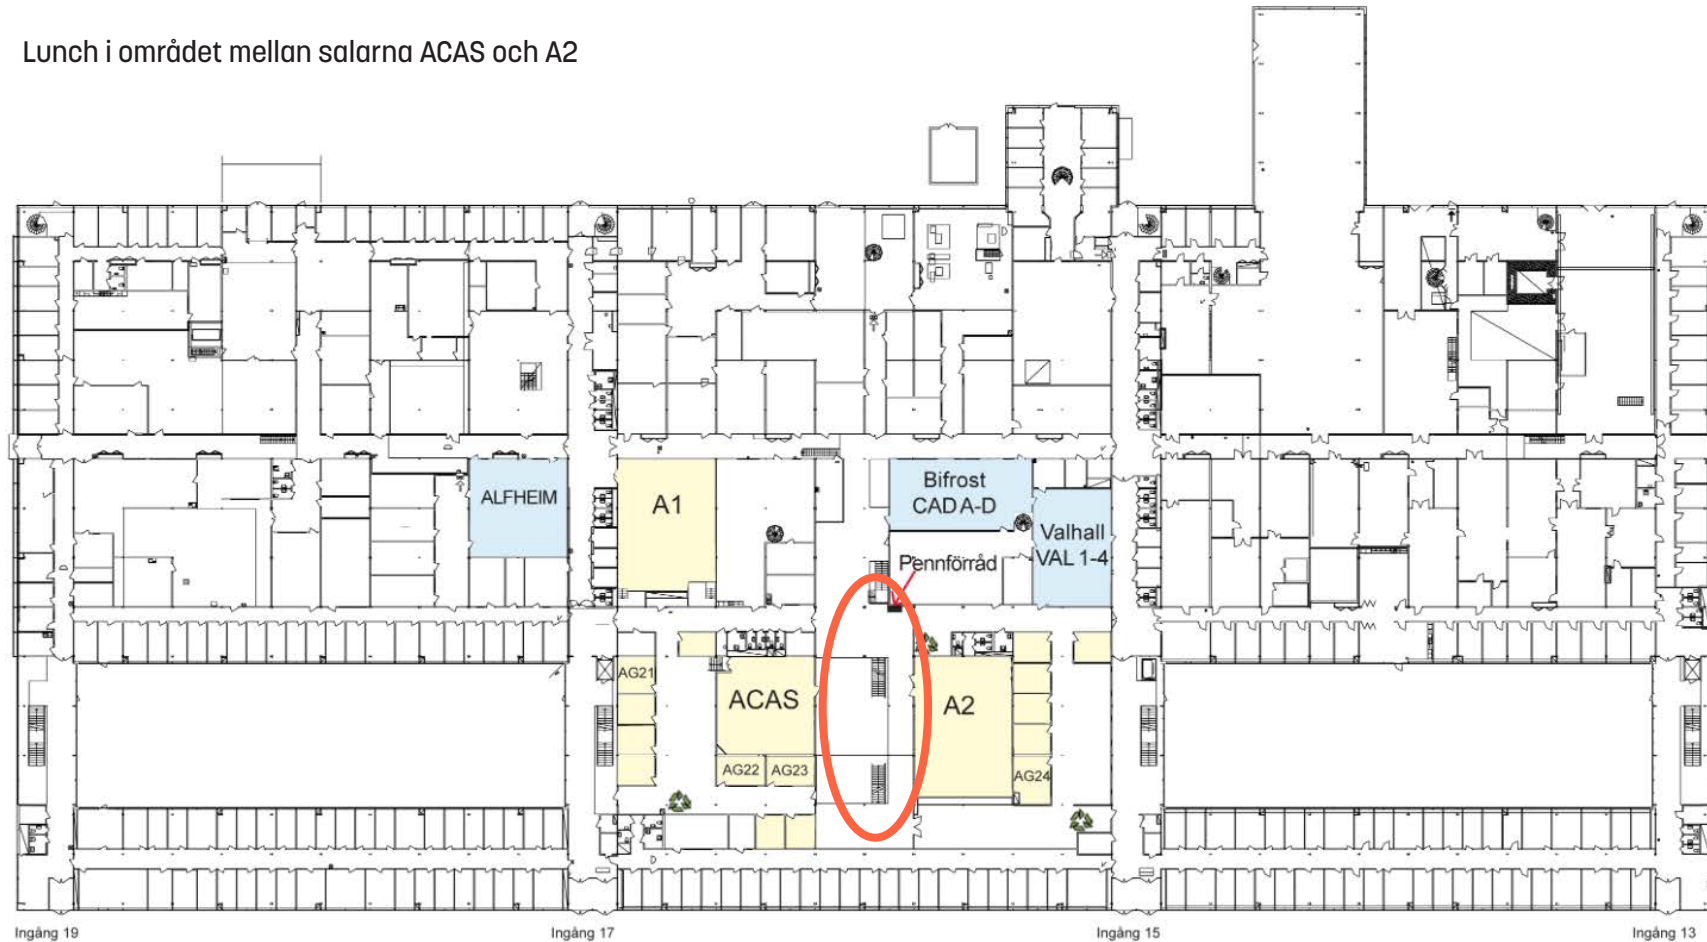 Lunch i området mellan salarna ACAS och A2
ALFHEIM
A1
Bifrost
CAD A-D
Valhall
VAL 1-4
Pennförråd
AG21
ACAS
A2
AG22
AG23
AG24
Ingång 19
Ingång 17
Ingång 15
Ingång 13